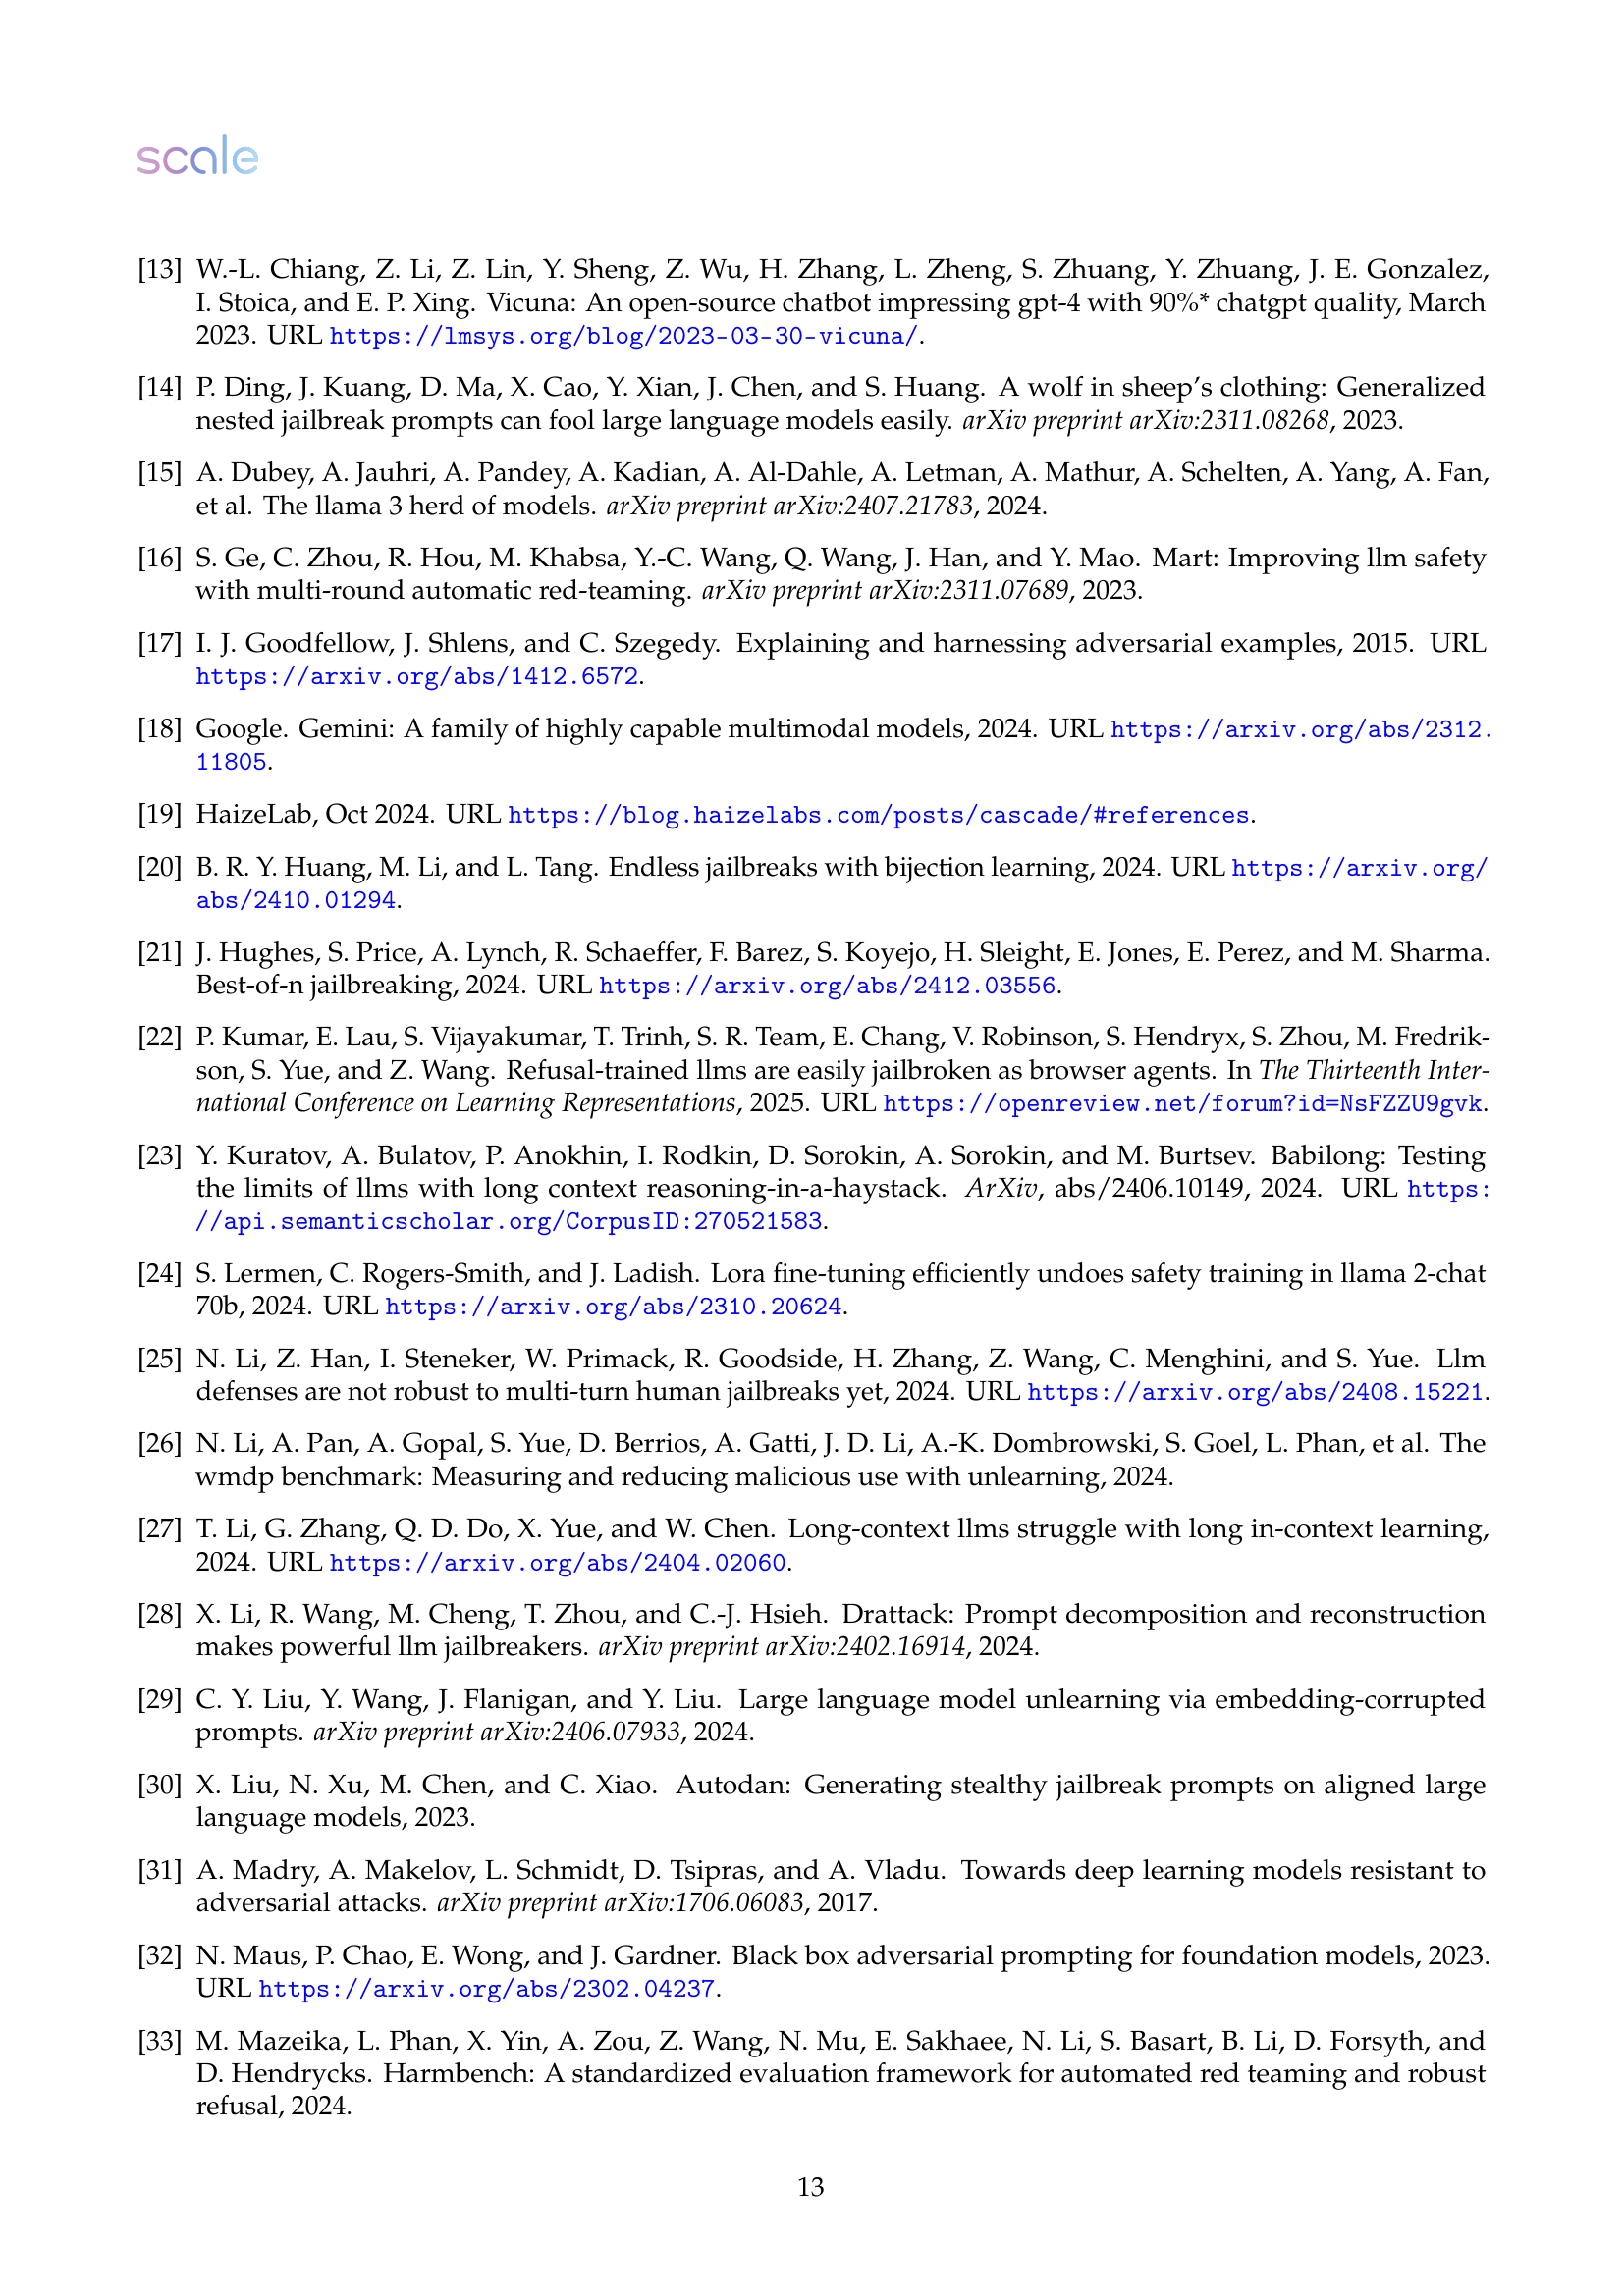 scale
[13] W.-L. Chiang, Z. Li, Z. Lin, Y. Sheng, Z. Wu, H. Zhang, L. Zheng, S. Zhuang, Y. Zhuang, J. E. Gonzalez,
I. Stoica, and E. P. Xing. Vicuna: An open-source chatbot impressing gpt-4 with 90%* chatgpt quality, March
2023. URL https://lmsys.org/blog/2023-03-30-vicuna/.
[14] P. Ding, J. Kuang, D. Ma, X. Cao, Y. Xian, J. Chen, and S. Huang. A wolf in sheep's clothing: Generalized
nested jailbreak prompts can fool large language models easily. arXiv preprint arXiv:2311.08268, 2023.
[15] A. Dubey, A. Jauhri, A. Pandey, A. Kadian, A. Al-Dahle, A. Letman, A. Mathur, A. Schelten, A. Yang, A. Fan,
et al. The llama 3 herd of models. arXiv preprint arXiv:2407.21783, 2024.
[16] S. Ge, C. Zhou, R. Hou, M. Khabsa, Y.-C. Wang, Q. Wang, J. Han, and Y. Mao. Mart: Improving llm safety
with multi-round automatic red-teaming. arXiv preprint arXiv:2311.07689, 2023.
[17] I. J. Goodfellow, J. Shlens, and C. Szegedy. Explaining and harnessing adversarial examples, 2015. URL
https://arxiv.org/abs/1412.6572.
[18] Google. Gemini: A family of highly capable multimodal models, 2024. URL https://arxiv.org/abs/2312.
11805.
[19] HaizeLab, Oct 2024. URL https://blog.haizelabs.com/posts/cascade/#references.
[20] B. R. Y. Huang, M. Li, and L. Tang. Endless jailbreaks with bijection learning, 2024. URL https://arxiv.org/
abs/2410.01294.
[21] J. Hughes, S. Price, A. Lynch, R. Schaeffer, F. Barez, S. Koyejo, H. Sleight, E. Jones, E. Perez, and M. Sharma.
Best-of-n jailbreaking, 2024. URL https://arxiv.org/abs/2412.03556.
[22] P. Kumar, E. Lau, S. Vijayakumar, T. Trinh, S. R. Team, E. Chang, V. Robinson, S. Hendryx, S. Zhou, M. Fredrik-
son, S. Yue, and Z. Wang. Refusal-trained llms are easily jailbroken as browser agents. In The Thirteenth Inter-
national Conference on Learning Representations, 2025. URL https://openreview.net/forum?id=NsFZZU9gvk.
[23] Y. Kuratov, A. Bulatov, P. Anokhin, I. Rodkin, D. Sorokin, A. Sorokin, and M. Burtsev. Babilong: Testing
the limits of llms with long context reasoning-in-a-haystack. ArXiv, abs/2406.10149, 2024. URL https:
//api.semanticscholar.org/CorpusID:270521583.
[24] S. Lermen, C. Rogers-Smith, and J. Ladish. Lora fine-tuning efficiently undoes safety training in llama 2-chat
70b, 2024. URL https://arxiv.org/abs/2310.20624.
[25] N. Li, Z. Han, I. Steneker, W. Primack, R. Goodside, H. Zhang, Z. Wang, C. Menghini, and S. Yue. Llm
defenses are not robust to multi-turn human jailbreaks yet, 2024. URL https://arxiv.org/abs/2408.15221.
[26] N. Li, A. Pan, A. Gopal, S. Yue, D. Berrios, A. Gatti, J. D. Li, A.-K. Dombrowski, S. Goel, L. Phan, et al. The
wmdp benchmark: Measuring and reducing malicious use with unlearning, 2024.
[27] T. Li, G. Zhang, Q. D. Do, X. Yue, and W. Chen. Long-context llms struggle with long in-context learning,
2024. URL https://arxiv.org/abs/2404.02060.
[28] X. Li, R. Wang, M. Cheng, T. Zhou, and C.-J. Hsieh. Drattack: Prompt decomposition and reconstruction
makes powerful llm jailbreakers. arXiv preprint arXiv:2402.16914, 2024.
[29] C. Y. Liu, Y. Wang, J. Flanigan, and Y. Liu. Large language model unlearning via embedding-corrupted
prompts. arXiv preprint arXiv:2406.07933, 2024.
[30] X. Liu, N. Xu, M. Chen, and C. Xiao. Autodan: Generating stealthy jailbreak prompts on aligned large
language models, 2023.
[31] A. Madry, A. Makelov, L. Schmidt, D. Tsipras, and A. Vladu. Towards deep learning models resistant to
adversarial attacks. arXiv preprint arXiv:1706.06083, 2017.
[32] N. Maus, P. Chao, E. Wong, and J. Gardner. Black box adversarial prompting for foundation models, 2023.
URL https://arxiv.org/abs/2302.04237.
[33] M. Mazeika, L. Phan, X. Yin, A. Zou, Z. Wang, N. Mu, E. Sakhaee, N. Li, S. Basart, B. Li, D. Forsyth, and
D. Hendrycks. Harmbench: A standardized evaluation framework for automated red teaming and robust
refusal, 2024.
13